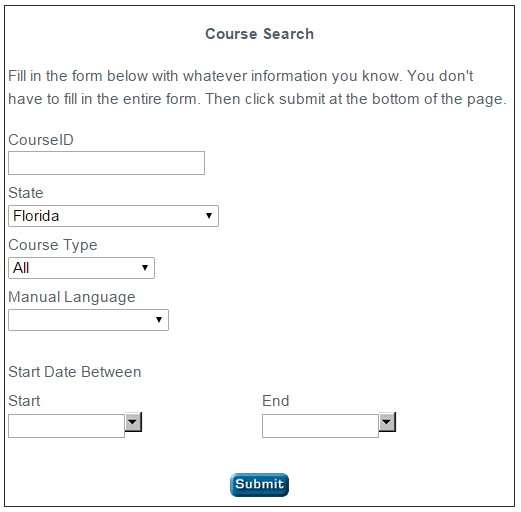 Course Search
Fill in the form below with whatever information you know. You don't
have to fill in the entire form. Then click submit at the bottom of the page.
CourseID
State
Florida
Course Type
All
Manual Language
Start Date Between
Start End
Submit